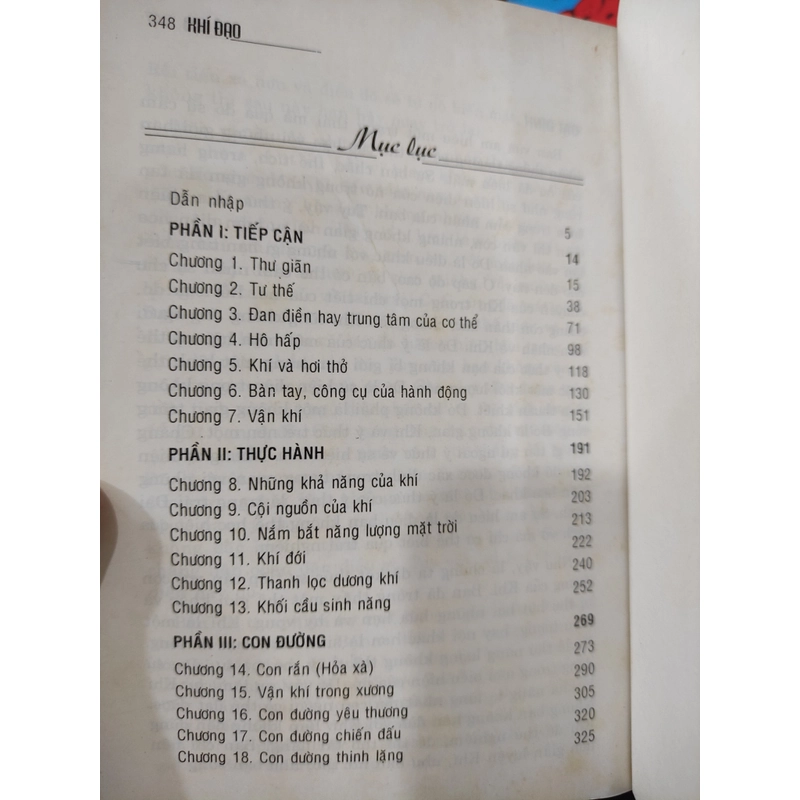 348 KHÍ ĐẠO
Mục lục
Dẫn nhập 5
PHẦN I: TIẾP CẬN 14
Chương 1. Thư giãn 15
Chương 2. Tư thế 38
Chương 3. Đan điền hay trung tâm của cơ thể 71
Chương 4. Hô hấp 98
Chương 5. Khí và hơi thở 118
Chương 6. Bàn tay, công cụ của hành động 130
Chương 7. Vận khí 151
PHẦN II: THỰC HÀNH 191
Chương 8. Những khả năng của khí 192
Chương 9. Cội nguồn của khí 203
Chương 10. Nắm bắt năng lượng mặt trời 213
Chương 11. Khí đới 222
Chương 12. Thanh lọc dương khí 240
Chương 13. Khối cầu sinh năng 252
PHẦN III: CON ĐƯỜNG 269
Chương 14. Con rắn (Hỏa xà) 273
Chương 15. Vận khí trong xương 290
Chương 16. Con đường yêu thương 305
Chương 17. Con đường chiến đấu 320
Chương 18. Con đường thinh lặng 325